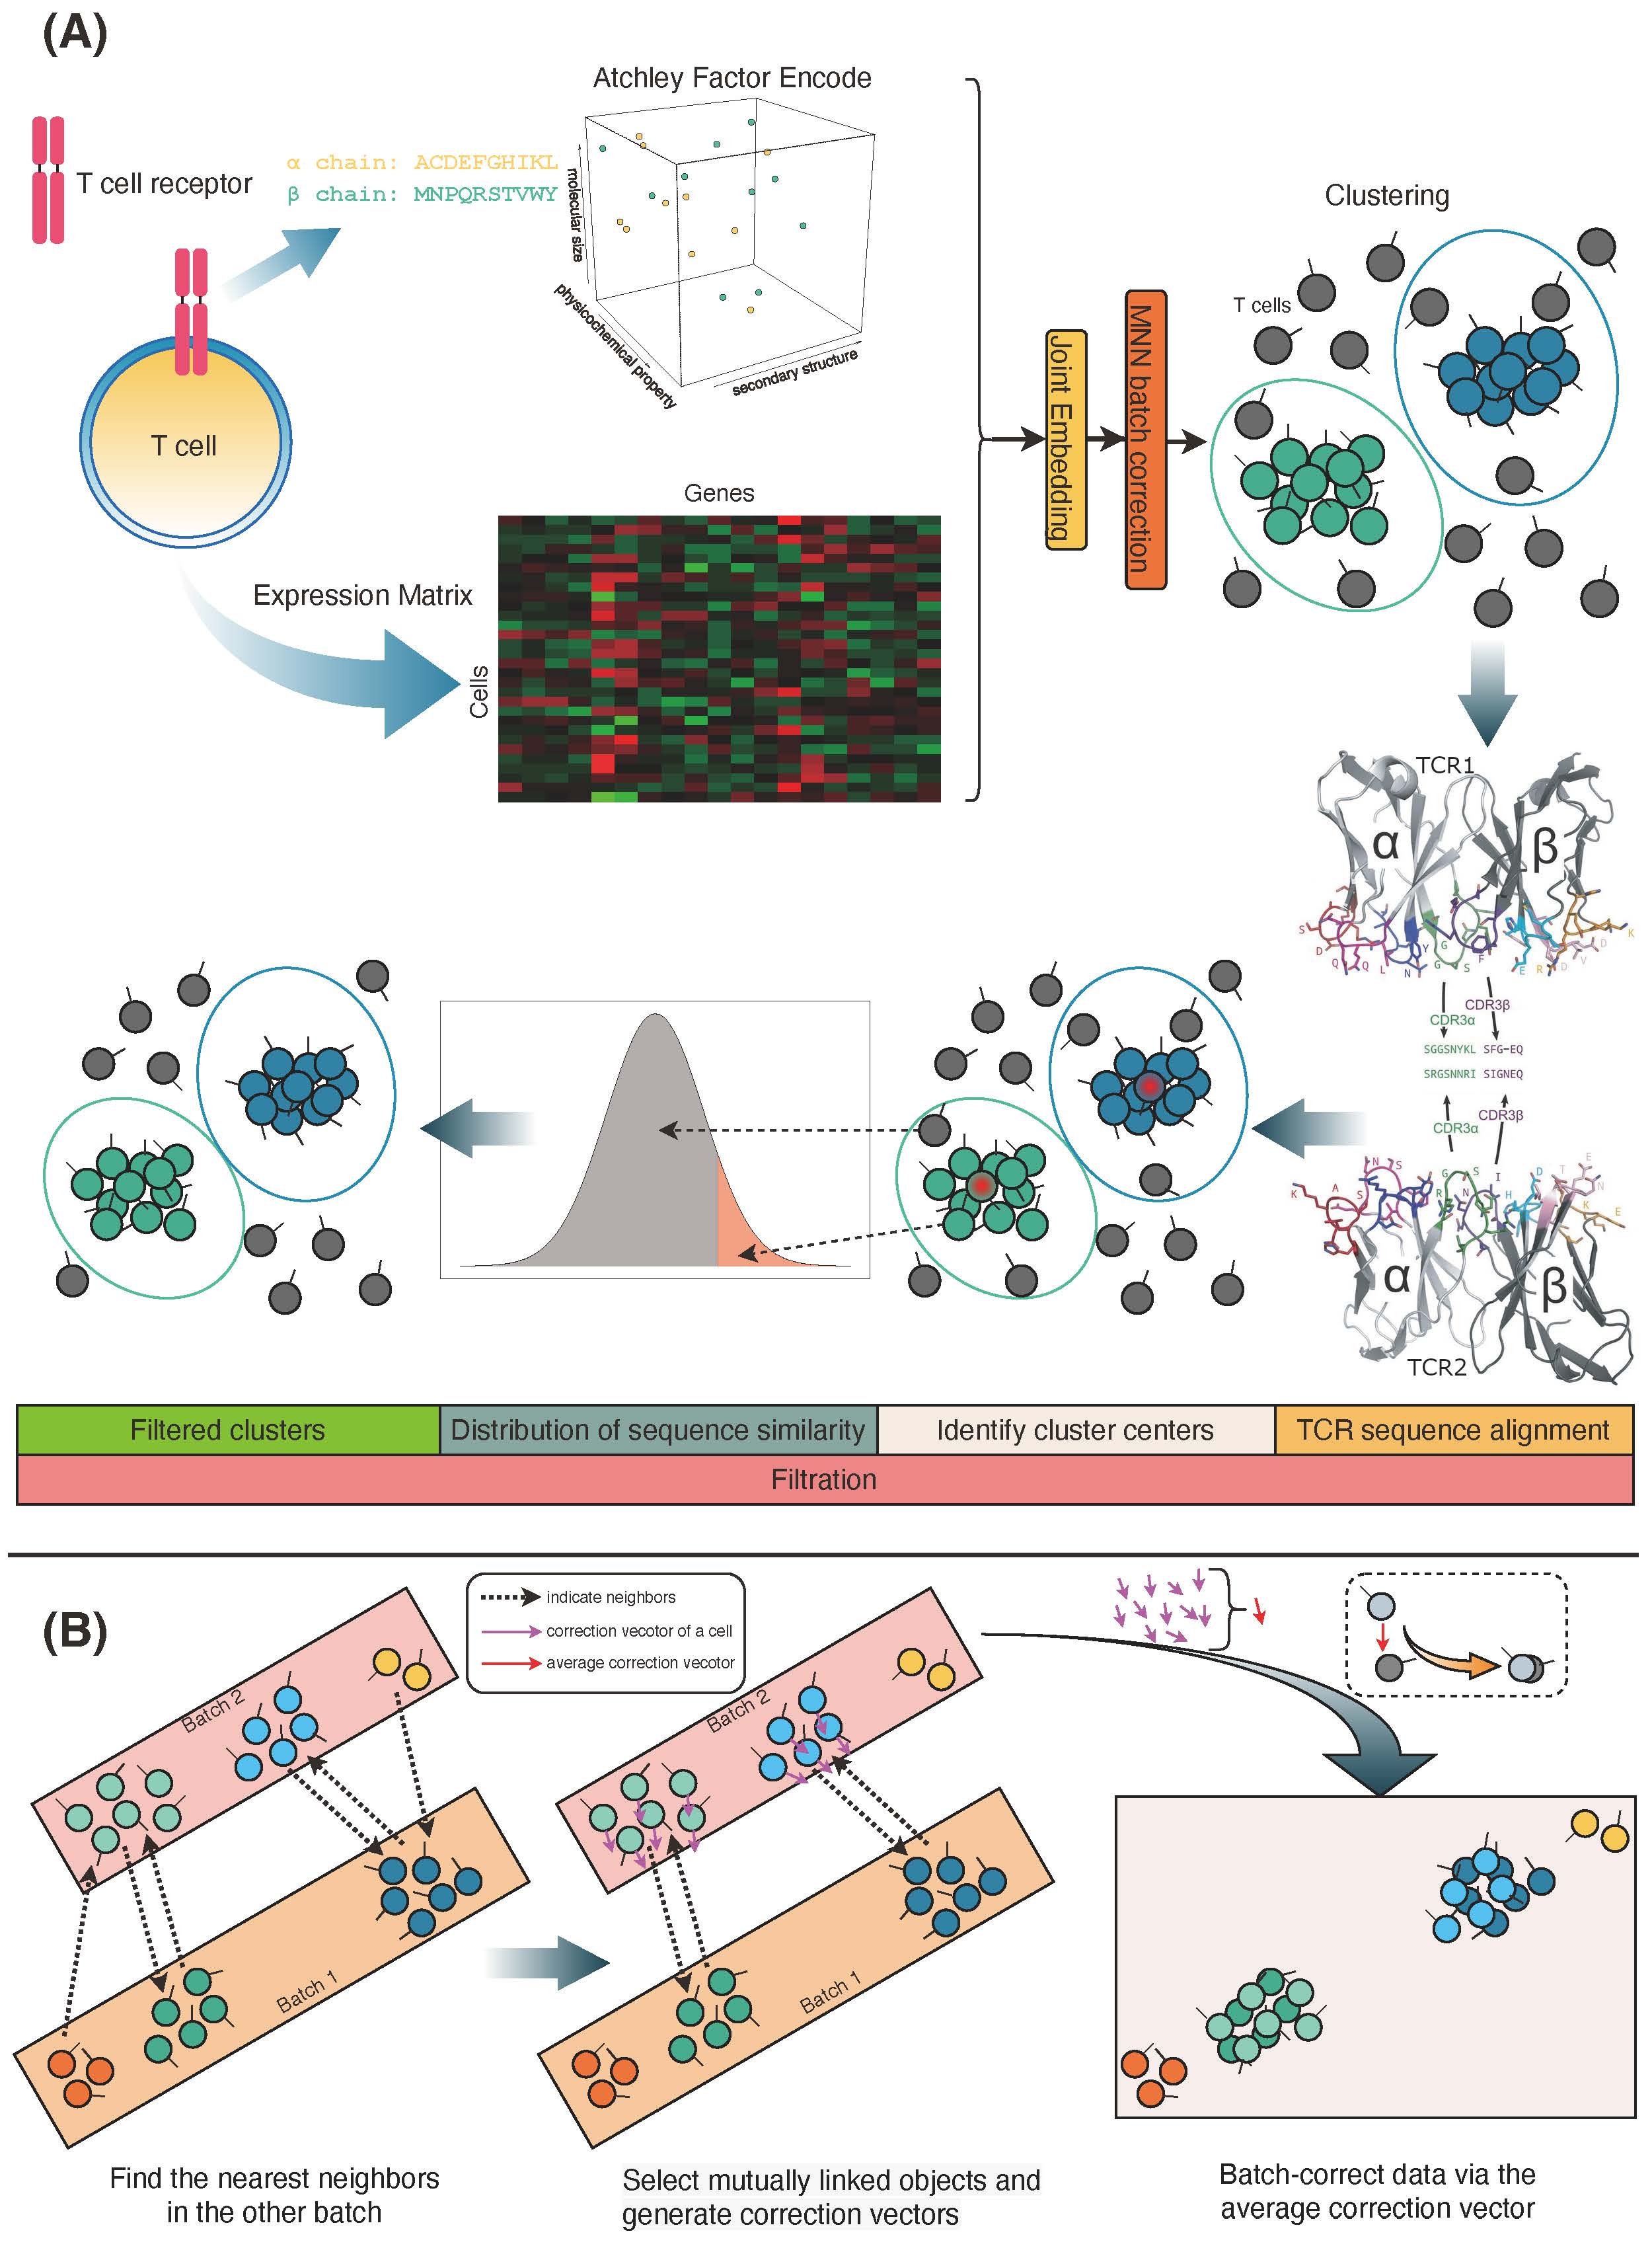 (A)
Atchley Factor Encode
T cell receptor
α chain: ACDEFGHIKL
β chain: MNPQRSTVWY
molecular size
physicochemical property
secondary structure
T cell
Expression Matrix
Genes
Cells
Joint Embedding
MNN batch correction
Clustering
T cells
TCR1
α
β
S
D
Q
Q
L
N
Y
G
G
S
F
E
R
D
V
D
K
CDR3β
CDR3α
SGGSNYKL SFG-EQ
SRGSNNRI SIGNEQ
CDR3β
CDR3α
K
A
S
N
S
G
R
N
S
I
H
D
T
E
N
K
E
α
β
TCR2
Filtered clusters
Distribution of sequence similarity
Identify cluster centers
TCR sequence alignment
Filtration
(B)
indicate neighbors
correction vecotor of a cell
average correction vecotor
Batch 2
Batch 1
Batch 2
Batch 1
Find the nearest neighbors
in the other batch
Select mutually linked objects and
generate correction vectors
Batch-correct data via the
average correction vector